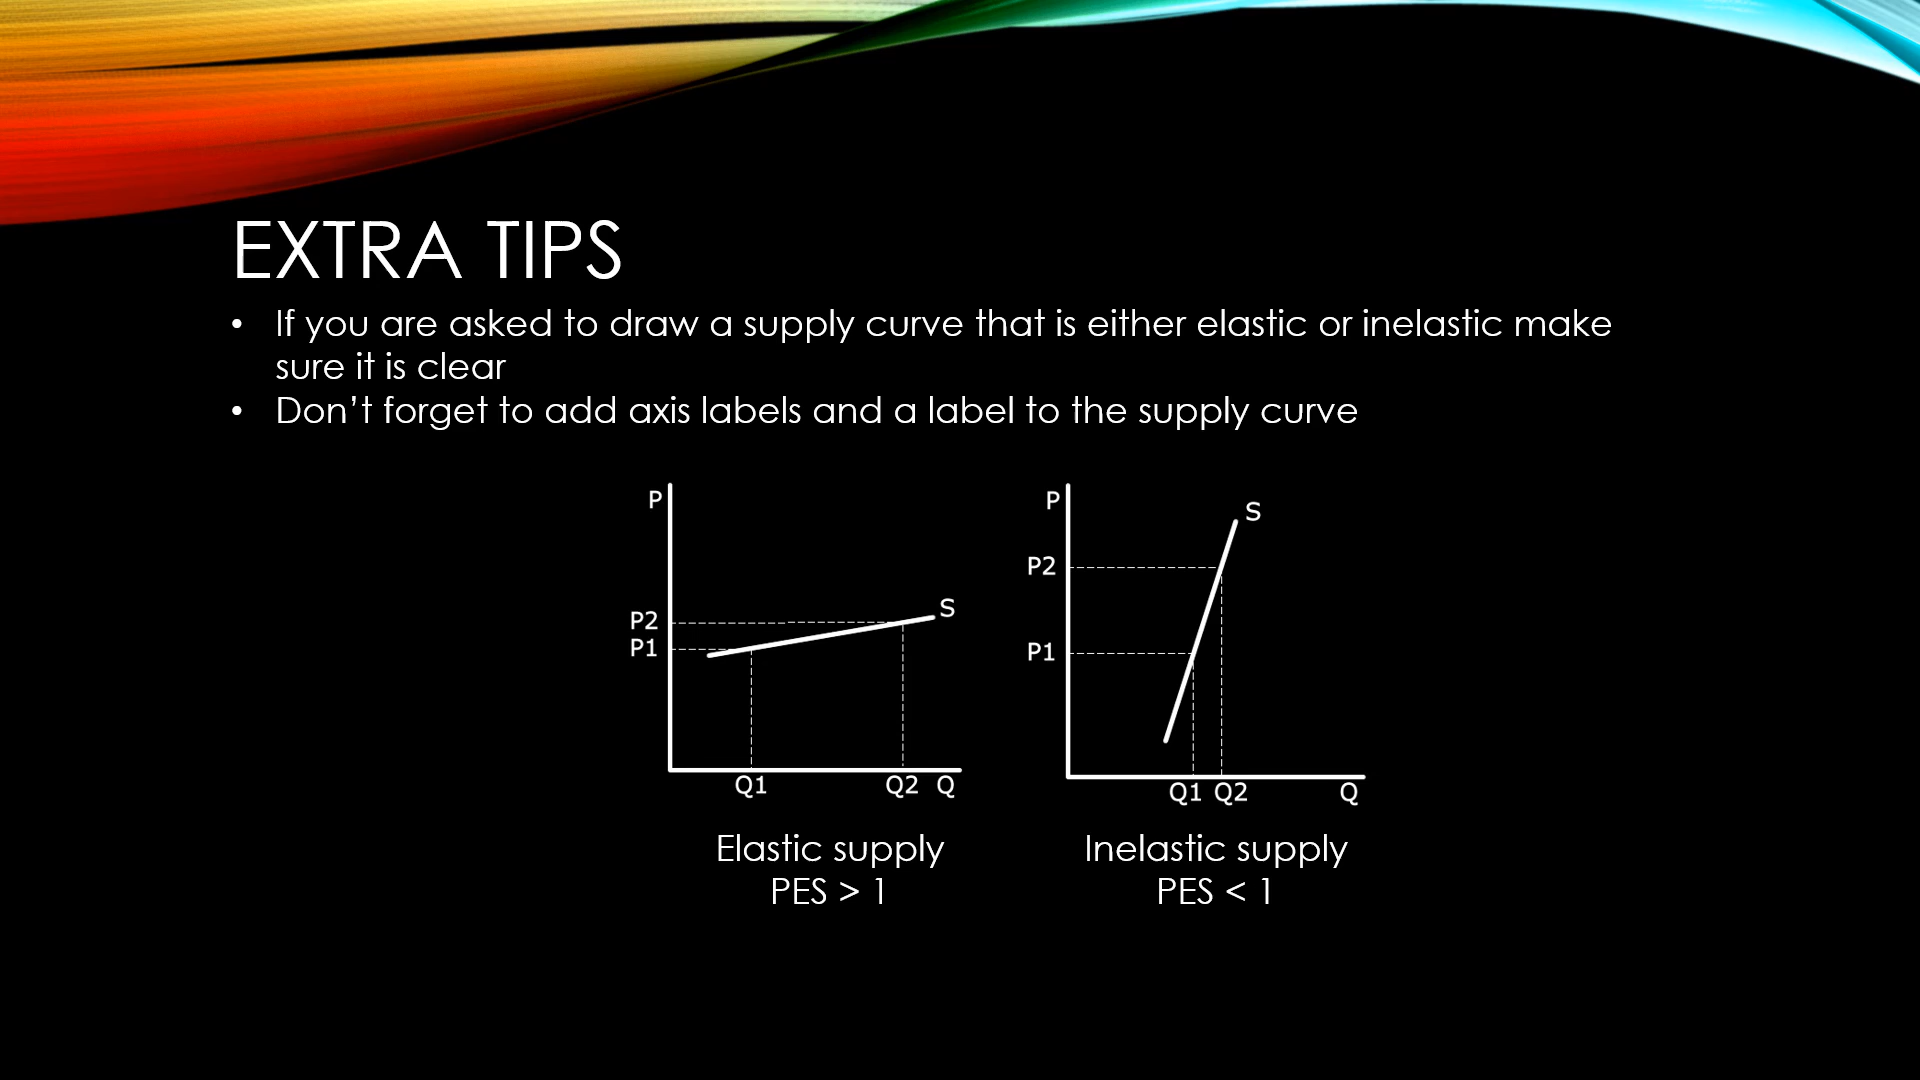 EXTRA TIPS
• If you are asked to draw a supply curve that is either elastic or inelastic make
sure it is clear
• Don’t forget to add axis labels and a label to the supply curve
P
S
P2
P1
Q1 Q2 Q
Elastic supply
PES > 1
P
S
P2
P1
Q1 Q2 Q
Inelastic supply
PES < 1